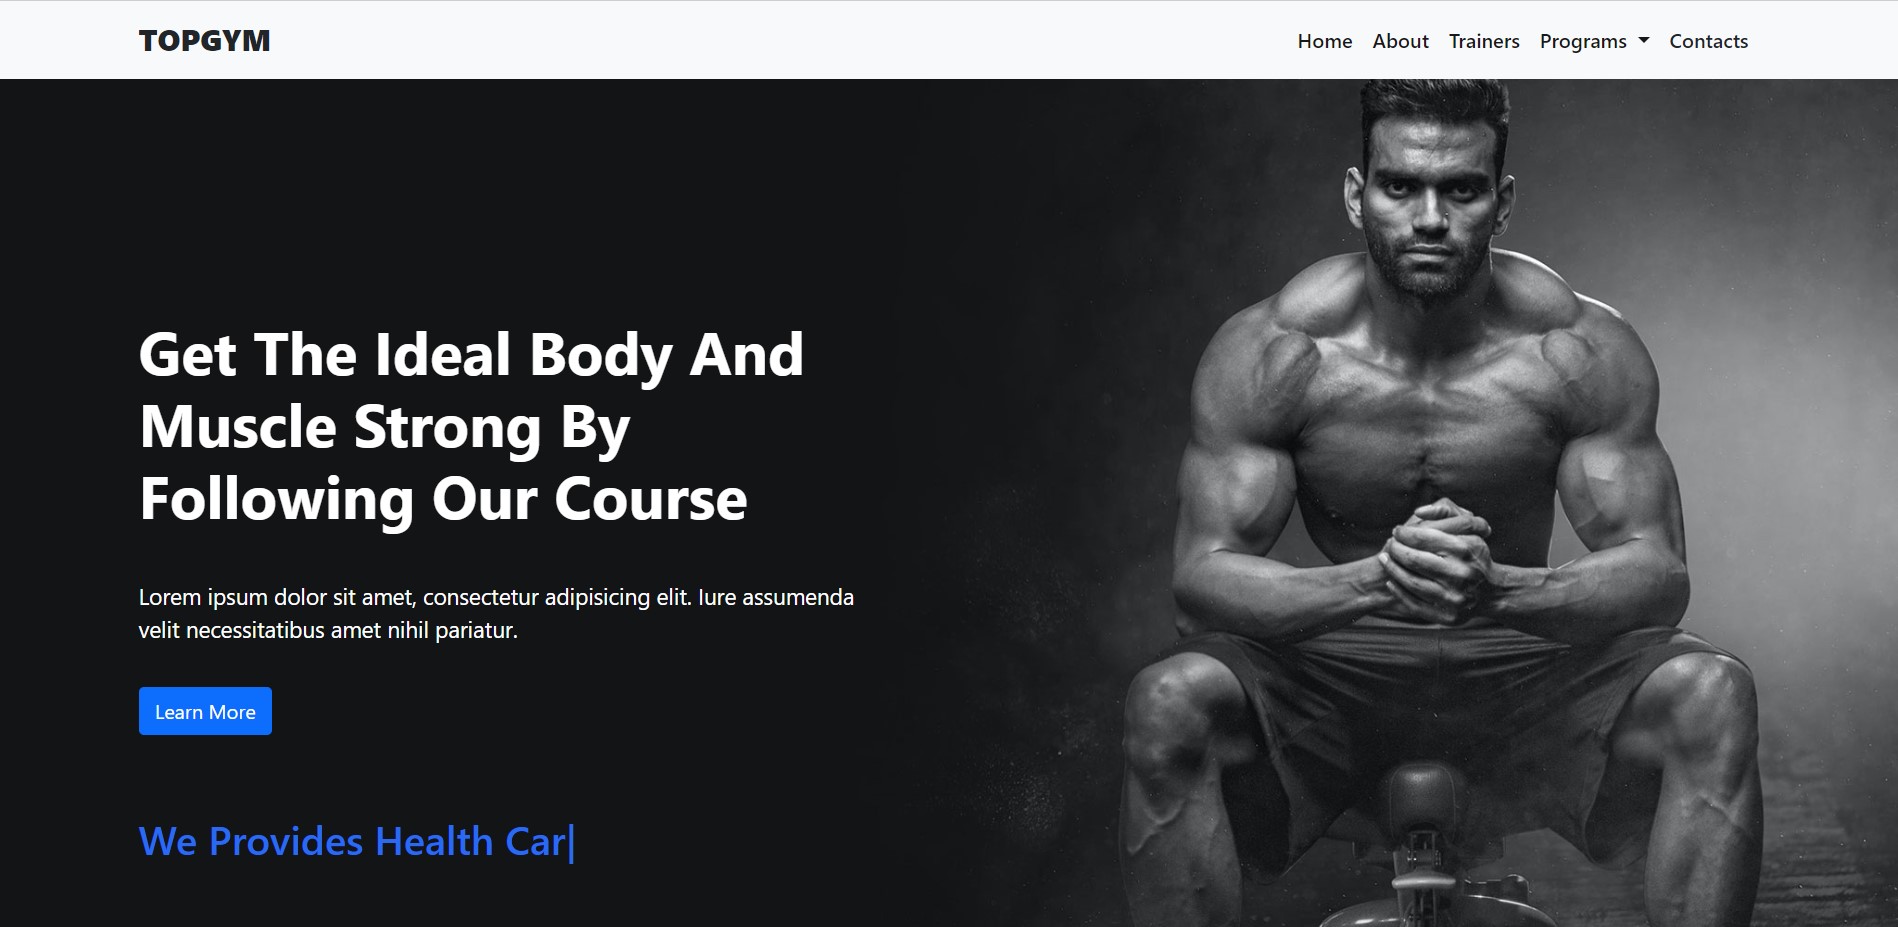 TOPGYM
Home About Trainers Programs Contacts
Get The Ideal Body And
Muscle Strong By
Following Our Course
Lorem ipsum dolor sit amet, consectetur adipisicing elit. Iure assumenda
velit necessitatibus amet nihil pariatur.
Learn More
We Provides Health Car|